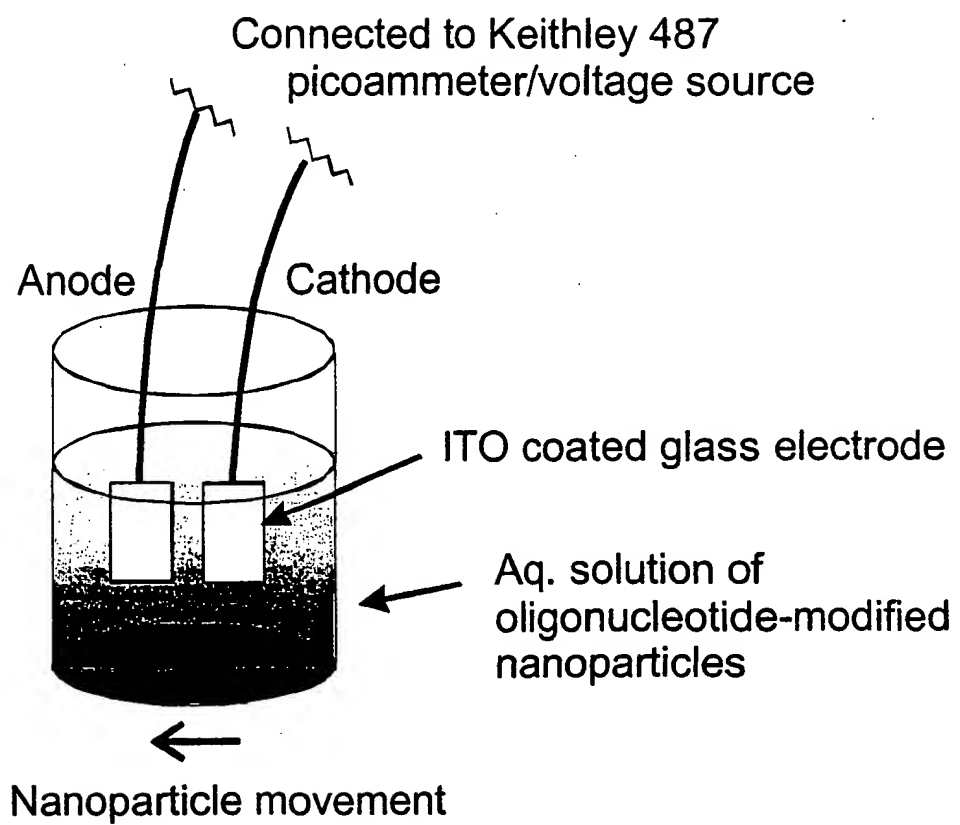 Connected to Keithley 487
picoammeter/voltage source
Anode
Cathode
ITO coated glass electrode
Aq. solution of
oligonucleotide-modified
nanoparticles
Nanoparticle movement